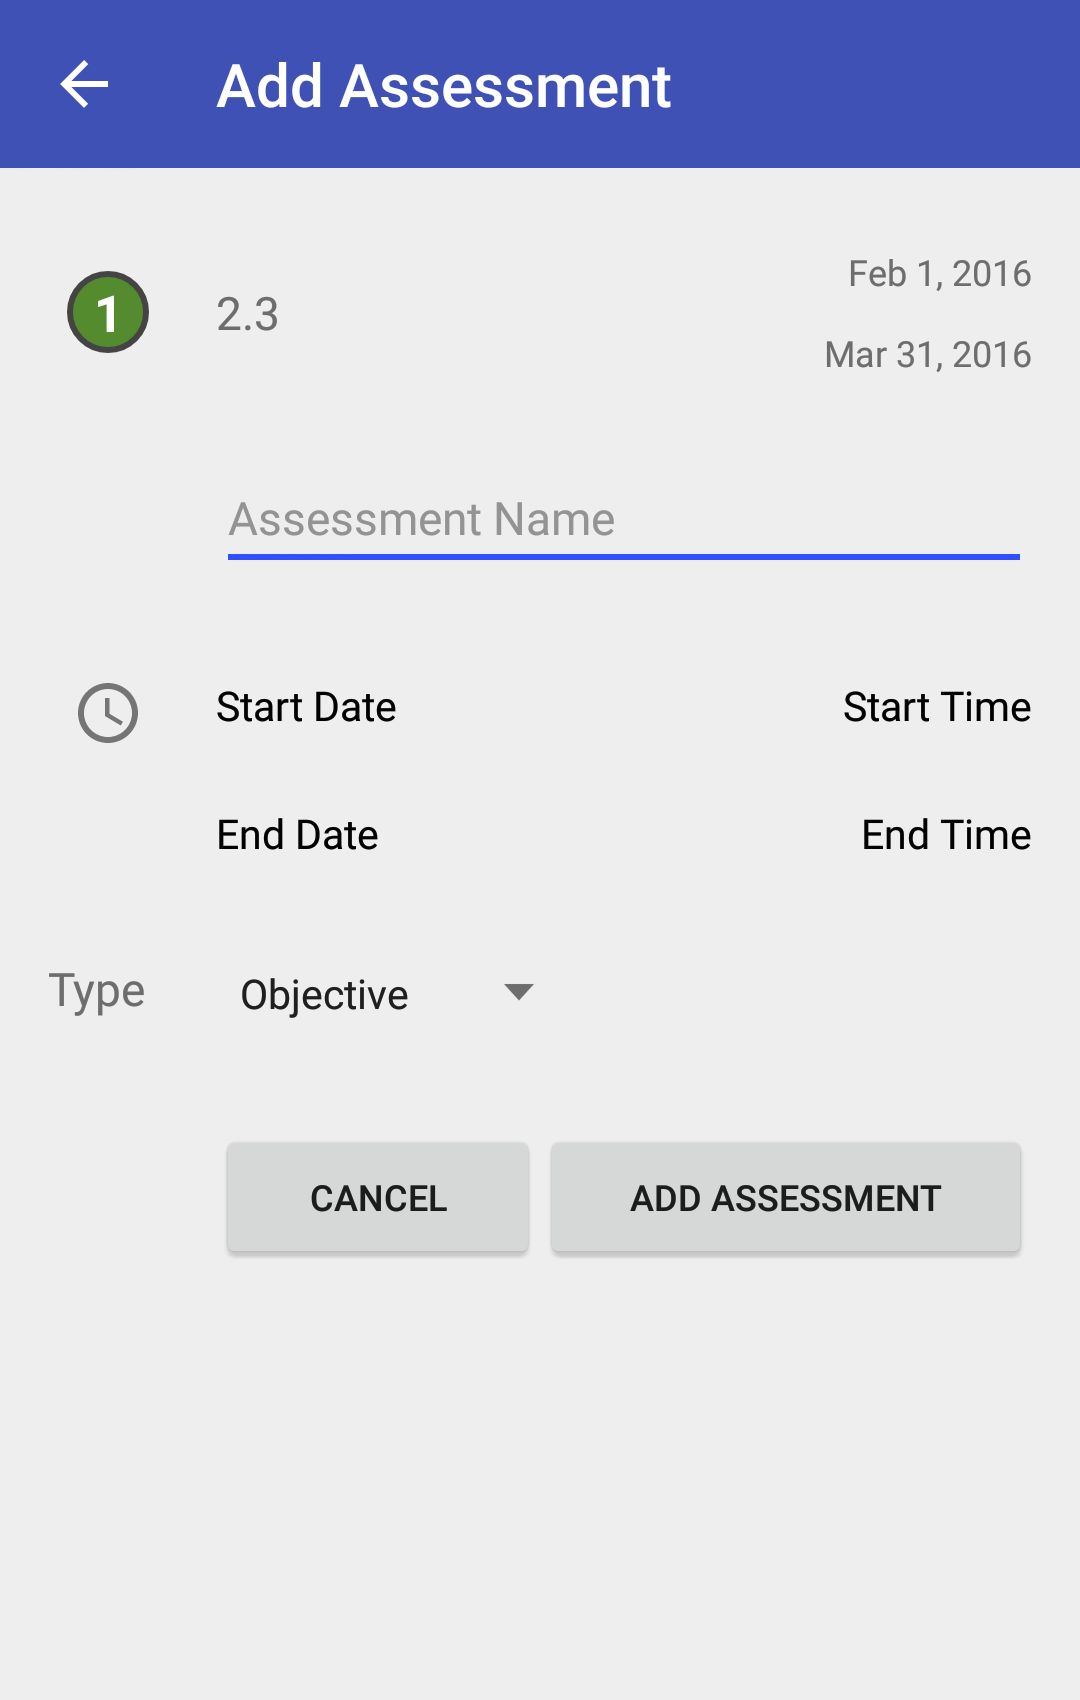 Add Assessment
1
2.3
Feb 1, 2016
Mar 31, 2016
Assessment Name
Start Date
Start Time
End Date
End Time
Type
Objective
CANCEL
ADD ASSESSMENT